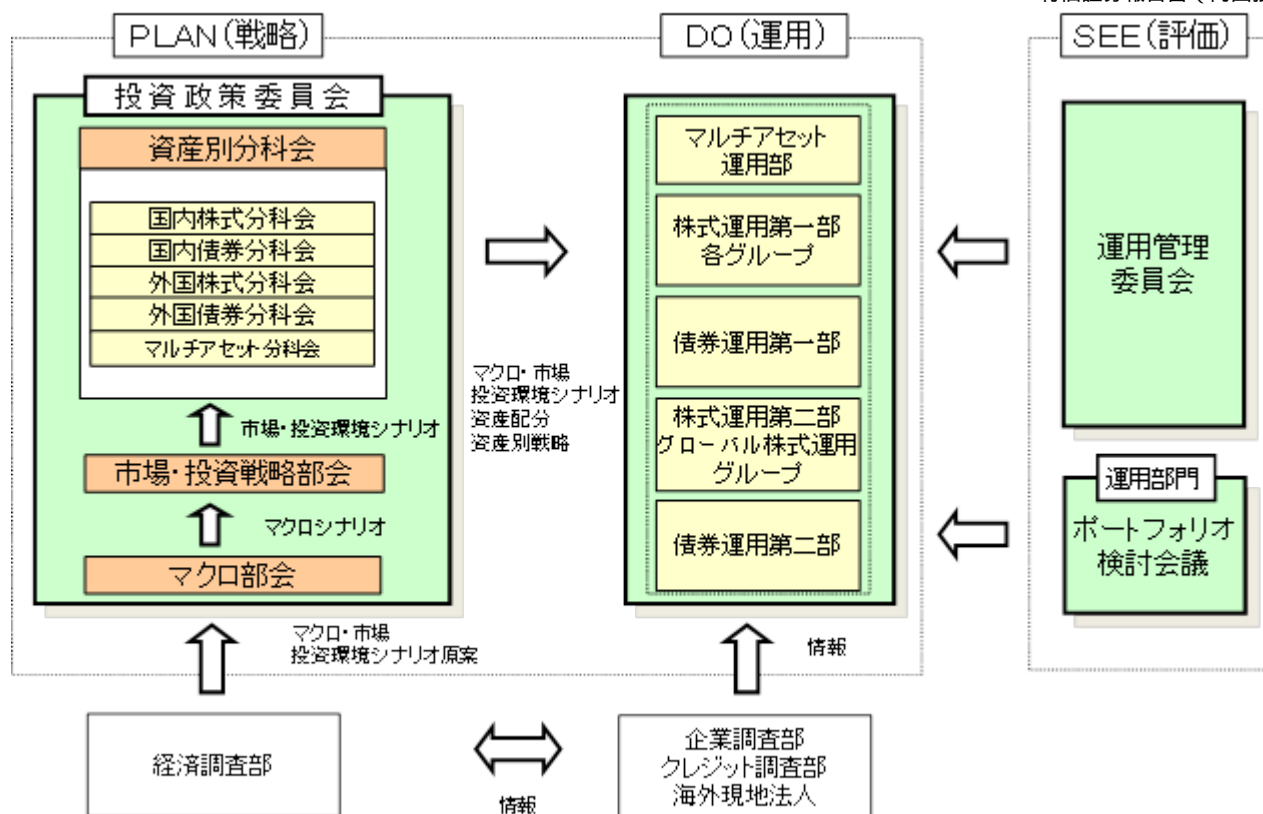 PLAN(戦略)
DO(運用)
SEE(評価)
投資政策委員会
資産別分科会
国内株式分科会
国内債券分科会
外国株式分科会
外国債券分科会
マルチアセット分科会
市場・投資環境シナリオ
市場・投資戦略部会
マクロシナリオ
マクロ部会
マクロ・市場
投資環境シナリオ
資産配分
資産別戦略
マルチアセット
運用部
株式運用第一部
各グループ
債券運用第一部
株式運用第二部
グローバル株式運用
グループ
債券運用第二部
運用管理
委員会
運用部門
ポートフォリオ
検討会議
マクロ・市場
投資環境シナリオ原案
情報
経済調査部
情報
企業調査部
クレジット調査部
海外現地法人